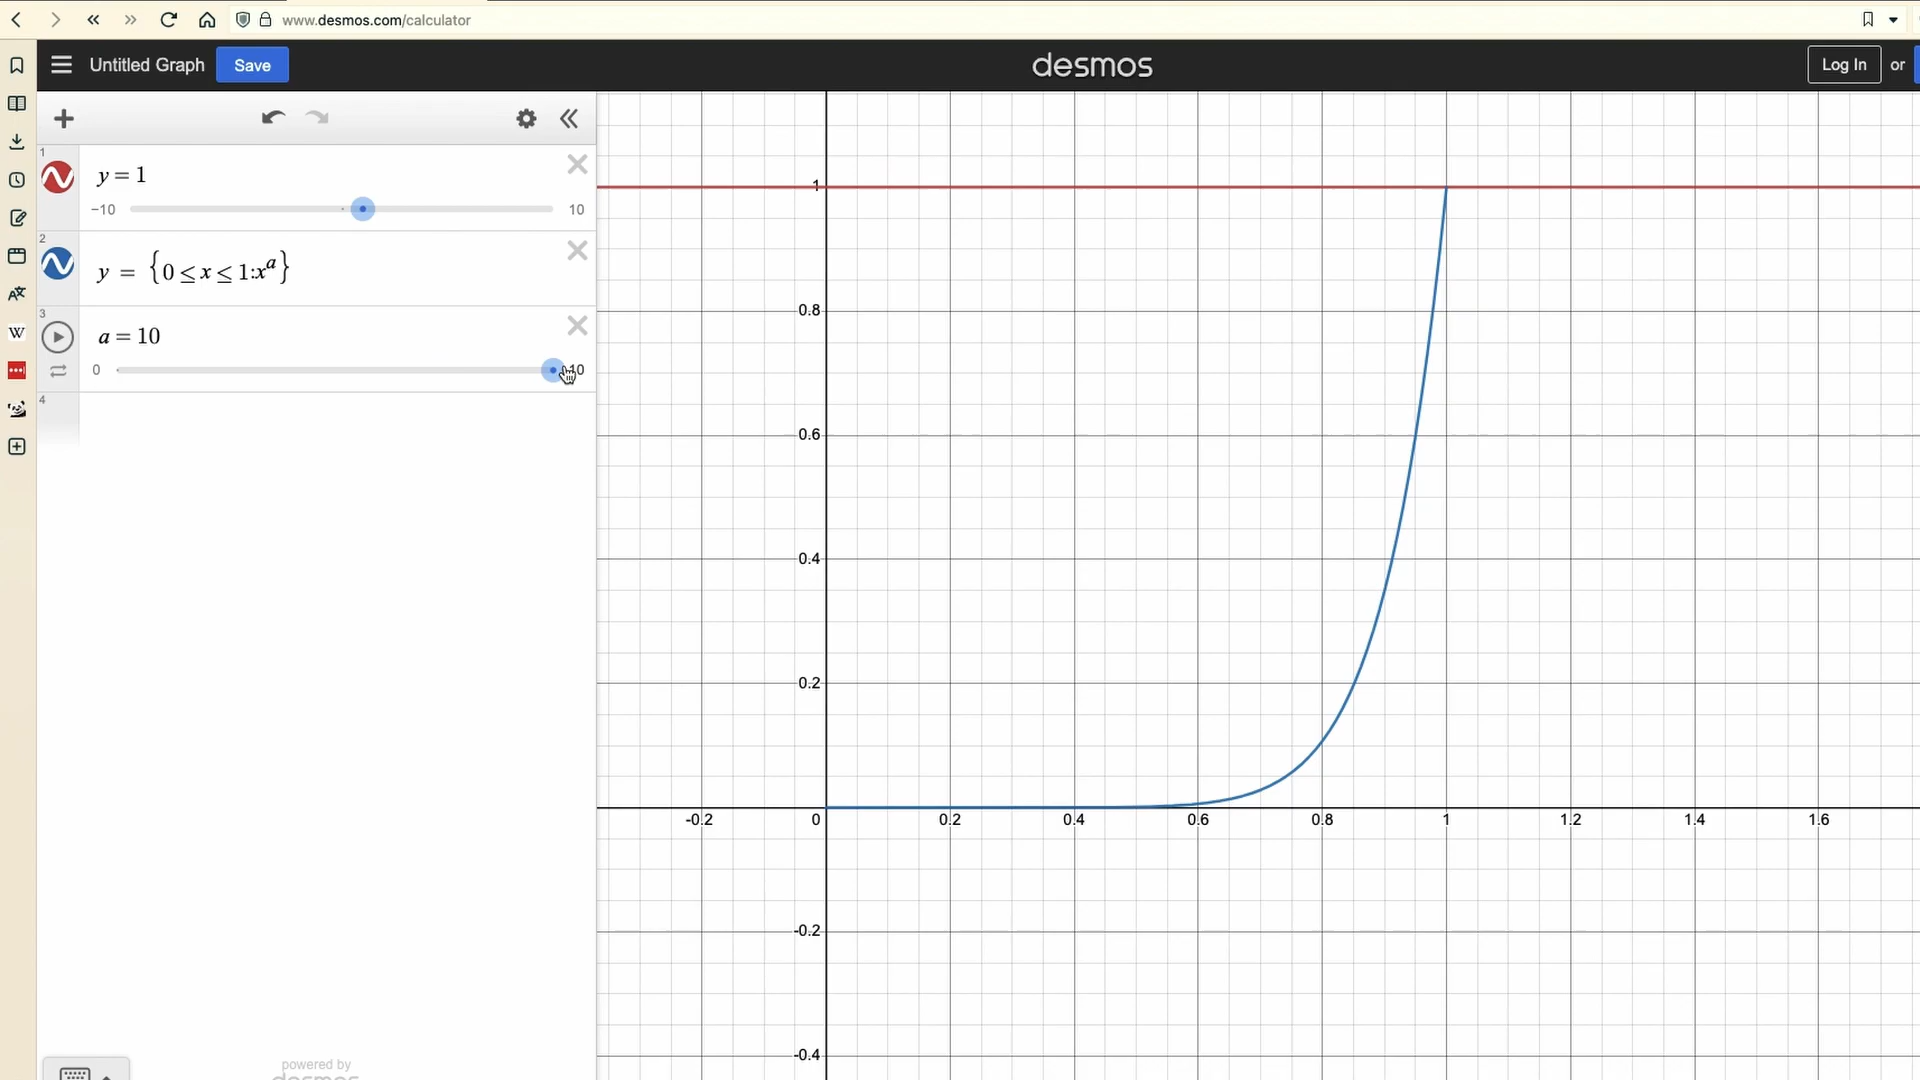 www.desmos.com/calculator
Untitled Graph
Save
desmos
Log In
or
1
y = 1
−10
10
2
y = {0 ≤ x ≤ 1:x^a}
3
a = 10
0
10
4
powered by
desmos
W
1
0.8
0.6
0.4
0.2
-0.2 0 0.2 0.4 0.6 0.8 1 1.2 1.4 1.6
-0.2
-0.4